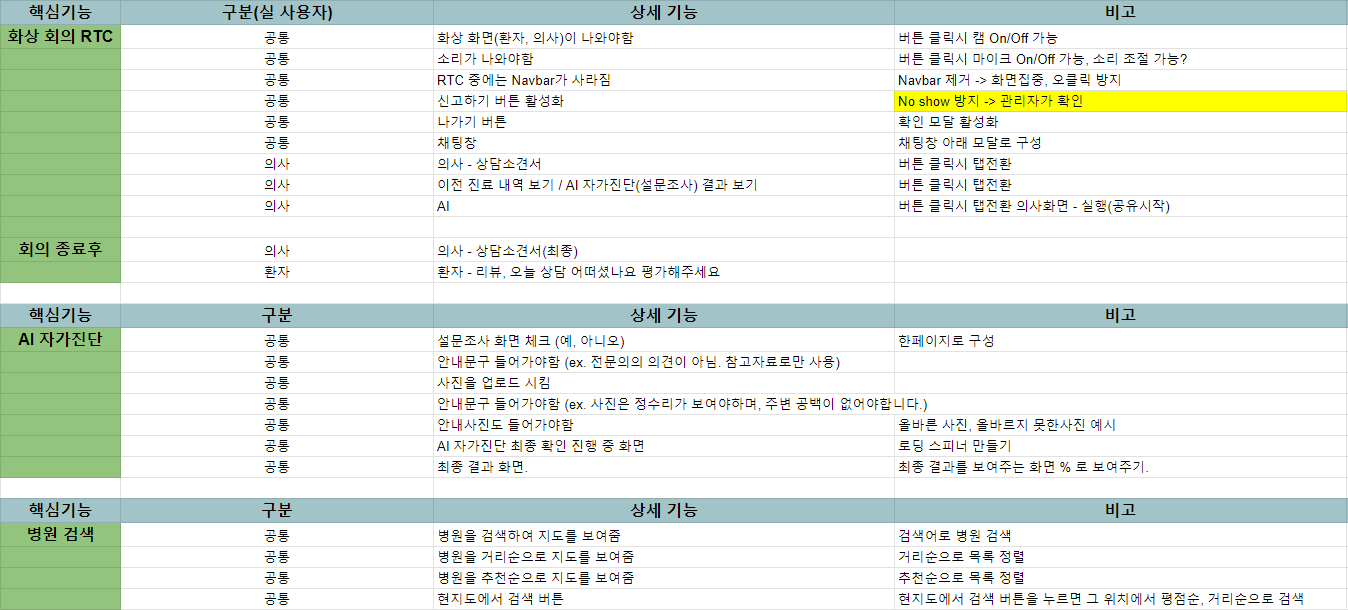 핵심기능 구분(실 사용자) 상세 기능 비고
화상 회의 RTC 공통 화상 화면(환자, 의사)이 나와야함 버튼 클릭시 캠 On/Off 가능
공통 소리가 나와야함 버튼 클릭시 마이크 On/Off 가능, 소리 조절 가능?
공통 RTC 중에는 Navbar가 사라짐 Navbar 제거 -> 화면집중, 오클릭 방지
공통 신고하기 버튼 활성화 No show 방지 -> 관리자가 확인
공통 나가기 버튼 확인 모달 활성화
공통 채팅창 채팅창 아래 모달로 구성
의사 의사 - 상담소견서 버튼 클릭시 탭전환
의사 이전 진료 내역 보기 / AI 자가진단(설문조사) 결과 보기 버튼 클릭시 탭전환
의사 AI 버튼 클릭시 탭전환 의사화면 - 실행(공유시작)
회의 종료후 의사 의사 - 상담소견서(최종)
환자 환자 - 리뷰, 오늘 상담 어떠셨나요 평가해주세요
핵심기능 구분 상세 기능 비고
AI 자가진단 공통 설문조사 화면 체크 (예, 아니오) 한페이지로 구성
공통 안내문구 들어가야함 (ex. 전문의의 의견이 아님. 참고자료로만 사용)
공통 사진을 업로드 시킴
공통 안내문구 들어가야함 (ex. 사진은 정수리가 보여야하며, 주변 공백이 없어야합니다.)
공통 안내사진도 들어가야함 올바른 사진, 올바르지 못한사진 예시
공통 AI 자가진단 최종 확인 진행 중 화면 로딩 스피너 만들기
공통 최종 결과 화면. 최종 결과를 보여주는 화면 % 로 보여주기.
핵심기능 구분 상세 기능 비고
병원 검색 공통 병원을 검색하여 지도를 보여줌 검색어로 병원 검색
공통 병원을 거리순으로 지도를 보여줌 거리순으로 목록 정렬
공통 병원을 추천순으로 지도를 보여줌 추천순으로 목록 정렬
공통 현지도에서 검색 버튼 현지도에서 검색 버튼을 누르면 그 위치에서 평점순, 거리순으로 검색